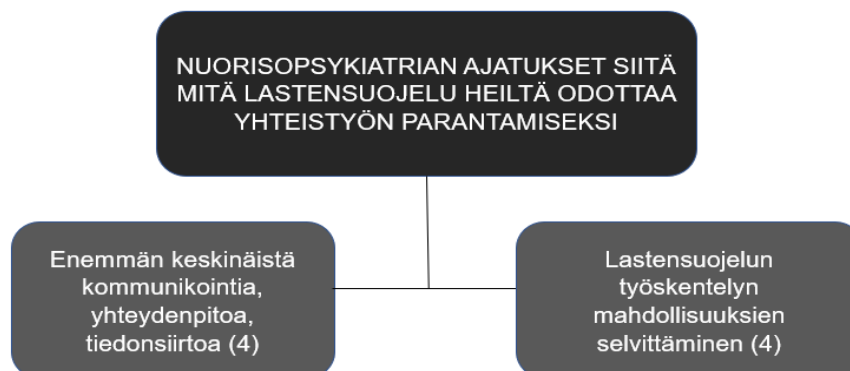 NUORISOPSYKIATRIAN AJATUKSET SIITÄ
MITÄ LASTENSUOJELU HEILTÄ ODOTTAA
YHTEISTYÖN PARANTAMISEKSI
Enemmän keskinäistä
kommunikointia,
yhteydenpitoa,
tiedonsiirtoa (4)
Lastensuojelun
työskentelyn
mahdollisuuksien
selvittäminen (4)